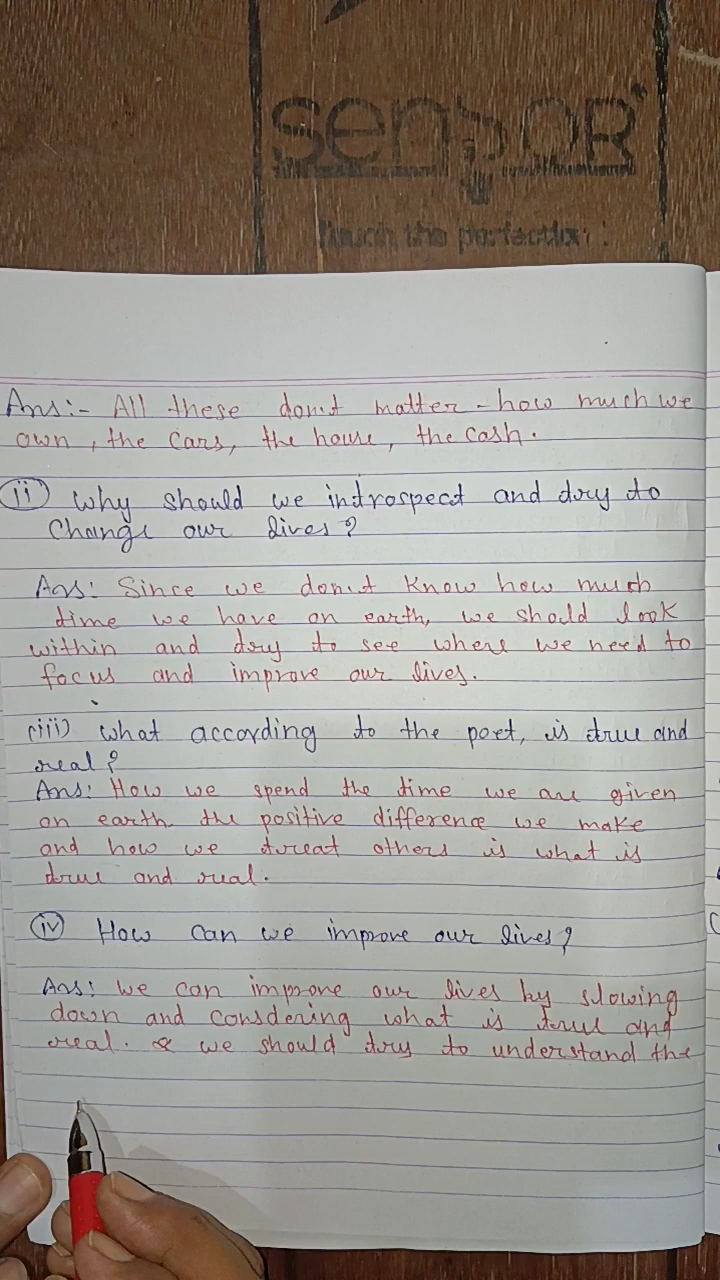 senSOR
Touch the perfection
Ans:- All these don't matter - how much we
own, the cars, the house, the cash.
(ii) Why should we introspect and try to
change our lives?
Ans: Since we don't know how much
time we have on earth, we should look
within and try to see where we need to
focus and improve our lives.
(iii) what according to the poet, is true and
real?
Ans: How we spend the time we are given
on earth the positive difference we make
and how we treat others is what is
true and real.
(iv) How can we improve our lives?
Ans: we can improve our lives by slowing
down and consdering what is true and
real. & we should try to understand the